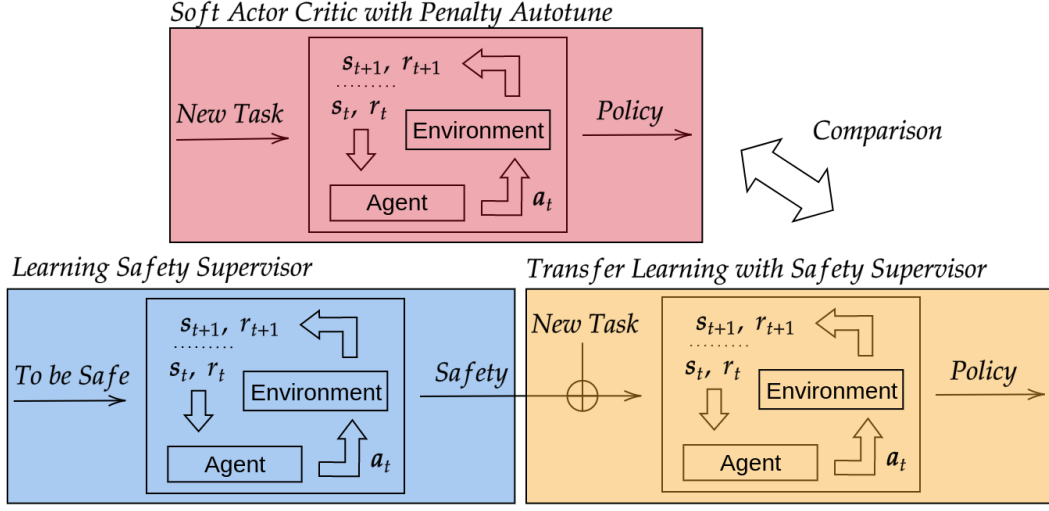 Soft Actor Critic with Penalty Autotune
New Task
s_{t+1}, r_{t+1}
s_t, r_t
Environment
Agent
a_t
Policy
Comparison
Learning Safety Supervisor
To be Safe
s_{t+1}, r_{t+1}
s_t, r_t
Environment
Agent
a_t
Safety
Transfer Learning with Safety Supervisor
New Task
s_{t+1}, r_{t+1}
s_t, r_t
Environment
Agent
a_t
Policy